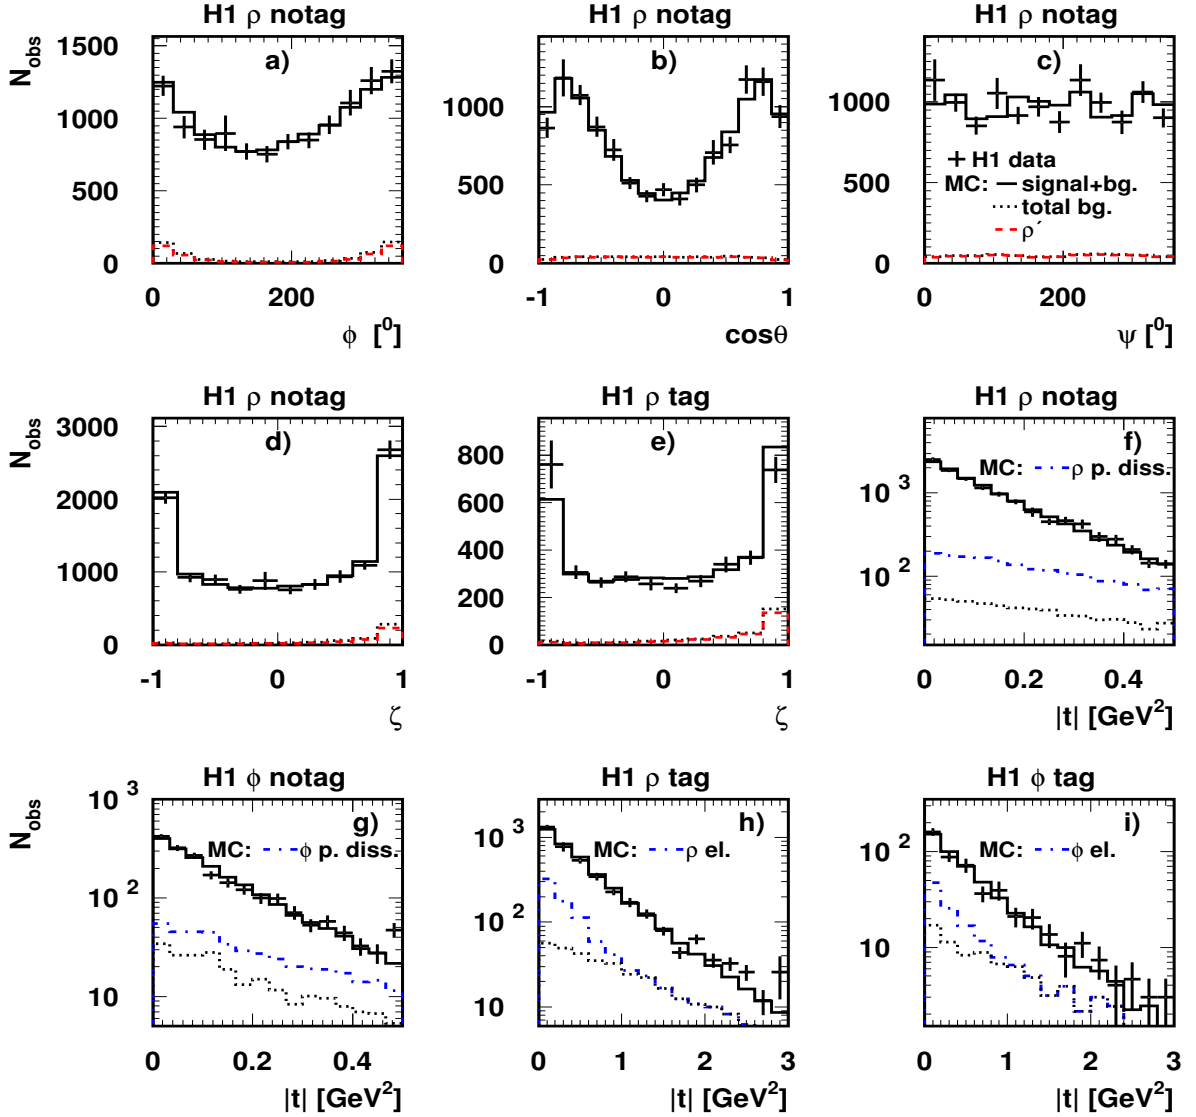 H1 ρ notag
H1 ρ notag
H1 ρ notag
N_obs
1500
1000
500
0
a)
0
200
φ [⁰]
1000
500
0
b)
-1
0
1
cosθ
1000
500
0
c)
H1 data
MC: signal+bg.
total bg.
ρ´
0
200
ψ [⁰]
H1 ρ notag
H1 ρ tag
H1 ρ notag
N_obs
3000
2000
1000
0
d)
-1
0
1
ζ
800
600
400
200
0
e)
-1
0
1
ζ
10³
10²
f)
MC: ρ p. diss.
0
0.2
0.4
|t| [GeV²]
H1 φ notag
H1 ρ tag
H1 φ tag
N_obs
10³
10²
10
g)
MC: φ p. diss.
0
0.2
0.4
|t| [GeV²]
10³
10²
10
h)
MC: ρ el.
0
1
2
3
|t| [GeV²]
10²
10
i)
MC: φ el.
0
1
2
3
|t| [GeV²]